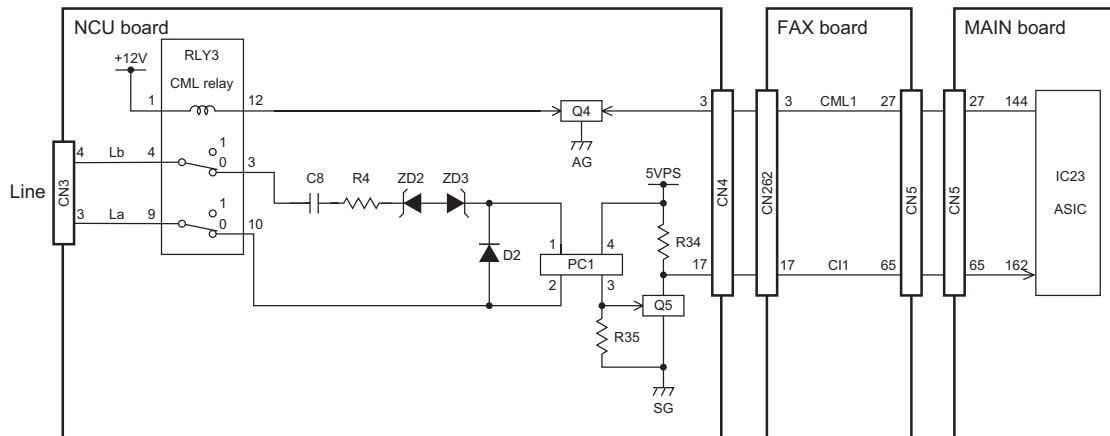 NCU board
FAX board
MAIN board
RLY3
+12V
CML relay
1
12
Q4
3
3
CML1
27
27
144
AG
4
Lb
4
1
0
3
Line
CN3
C8
R4
ZD2
ZD3
5VPS
CN4
CN262
CN5
CN5
IC23
ASIC
3
La
9
1
0
10
D2
1
4
R34
PC1
17
17
CI1
65
65
162
2
3
Q5
R35
SG